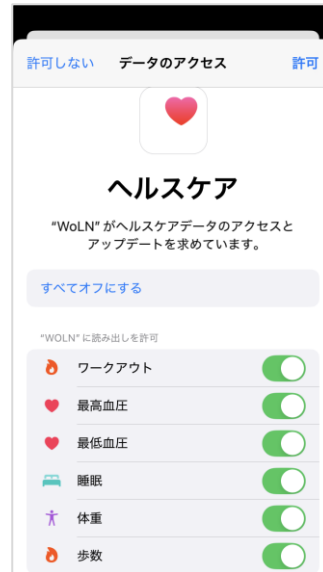 許可しない データのアクセス 許可
ヘルスケア
“WoLN” がヘルスケアデータのアクセスと
アップデートを求めています。
すべてオフにする
“WOLN” に読み出しを許可
ワークアウト
最高血圧
最低血圧
睡眠
体重
歩数